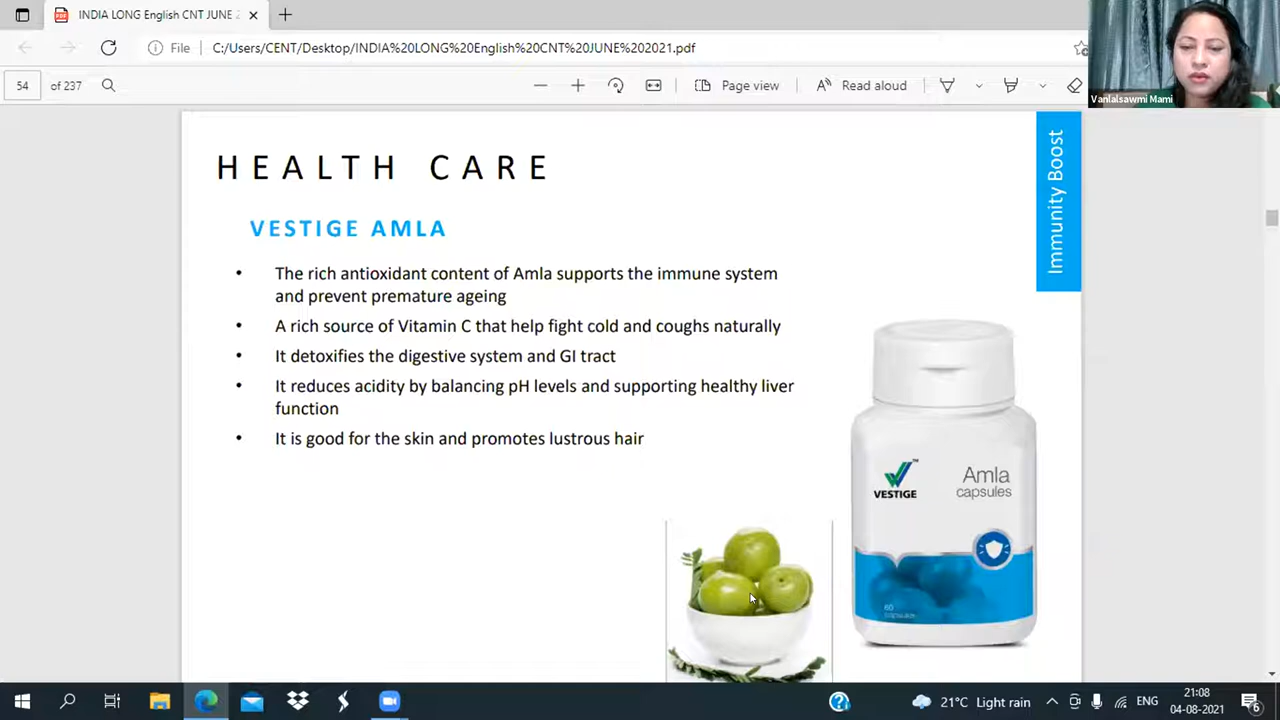 INDIA LONG English CNT JUNE 2
File
C:/Users/CENT/Desktop/INDIA%20LONG%20English%20CNT%20JUNE%202021.pdf
54 of 237
Page view
Read aloud
Vanlalsawmi Mami
HEALTH CARE
Immunity Boost
VESTIGE AMLA
• The rich antioxidant content of Amla supports the immune system
and prevent premature ageing
• A rich source of Vitamin C that help fight cold and coughs naturally
• It detoxifies the digestive system and GI tract
• It reduces acidity by balancing pH levels and supporting healthy liver
function
• It is good for the skin and promotes lustrous hair
VESTIGE
™
Amla
capsules
60
capsules
21°C Light rain
ENG
21:08
04-08-2021
6